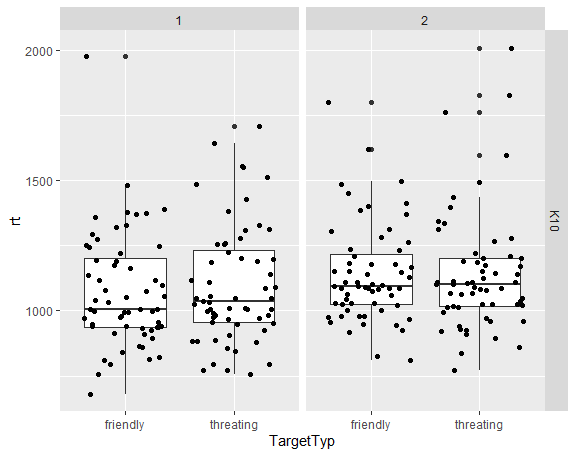 1
2
2000
1500
1000
rt
K10
friendly
threating
friendly
threating
TargetTyp